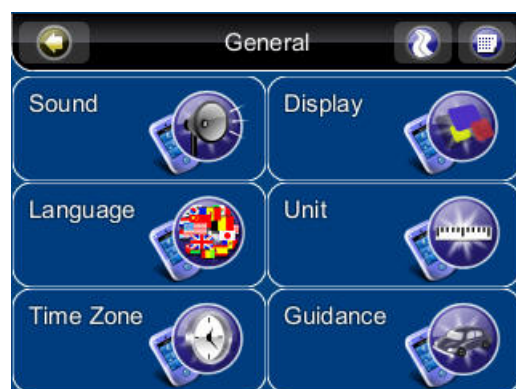 General
Sound
Display
Language
Unit
Time Zone
Guidance